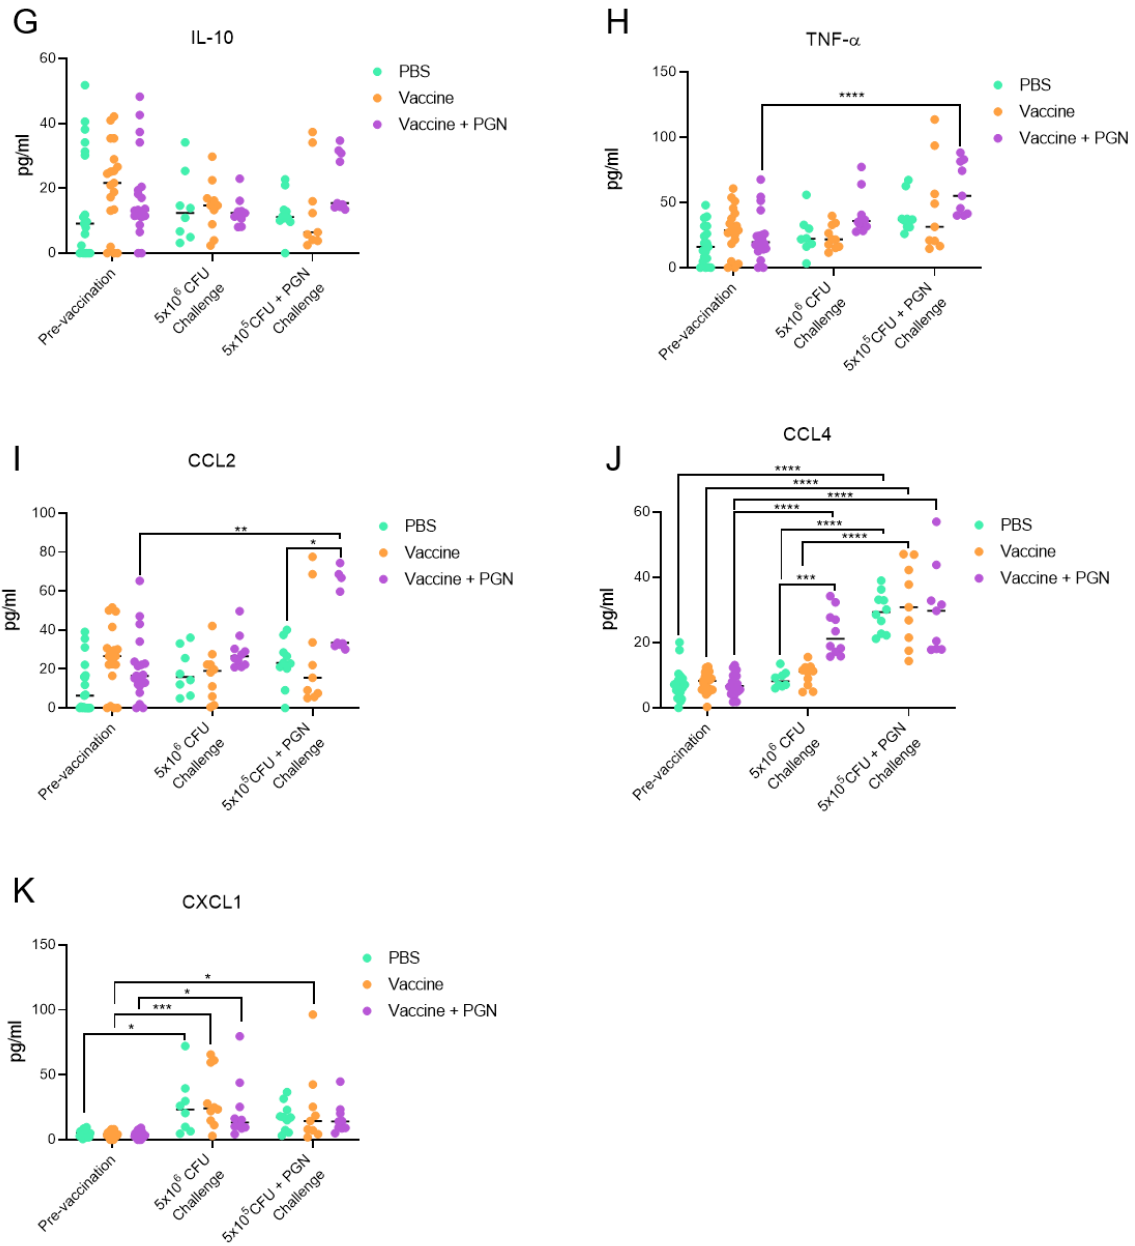 G
IL-10
60
40
20
0
pg/ml
PBS
Vaccine
Vaccine + PGN
Pre-vaccination
5x10⁶ CFU
Challenge
5x10⁵CFU + PGN
Challenge
H
TNF-α
150
100
50
0
pg/ml
****
PBS
Vaccine
Vaccine + PGN
Pre-vaccination
5x10⁶ CFU
Challenge
5x10⁵CFU + PGN
Challenge
I
CCL2
100
80
60
40
20
0
pg/ml
**
*
PBS
Vaccine
Vaccine + PGN
Pre-vaccination
5x10⁶ CFU
Challenge
5x10⁵CFU + PGN
Challenge
J
CCL4
60
40
20
0
pg/ml
****
****
****
****
****
****
***
PBS
Vaccine
Vaccine + PGN
Pre-vaccination
5x10⁶ CFU
Challenge
5x10⁵CFU + PGN
Challenge
K
CXCL1
150
100
50
0
pg/ml
*
*
***
*
PBS
Vaccine
Vaccine + PGN
Pre-vaccination
5x10⁶ CFU
Challenge
5x10⁵CFU + PGN
Challenge